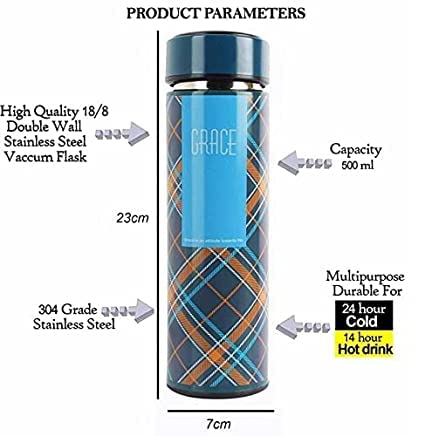 PRODUCT PARAMETERS
High Quality 18/8
Double Wall
Stainless Steel
Vaccum Flask
GRACE
Capacity
500 ml
23cm
304 Grade
Stainless Steel
Multipurpose
Durable For
24 hour
Cold
14 hour
Hot drink
7cm